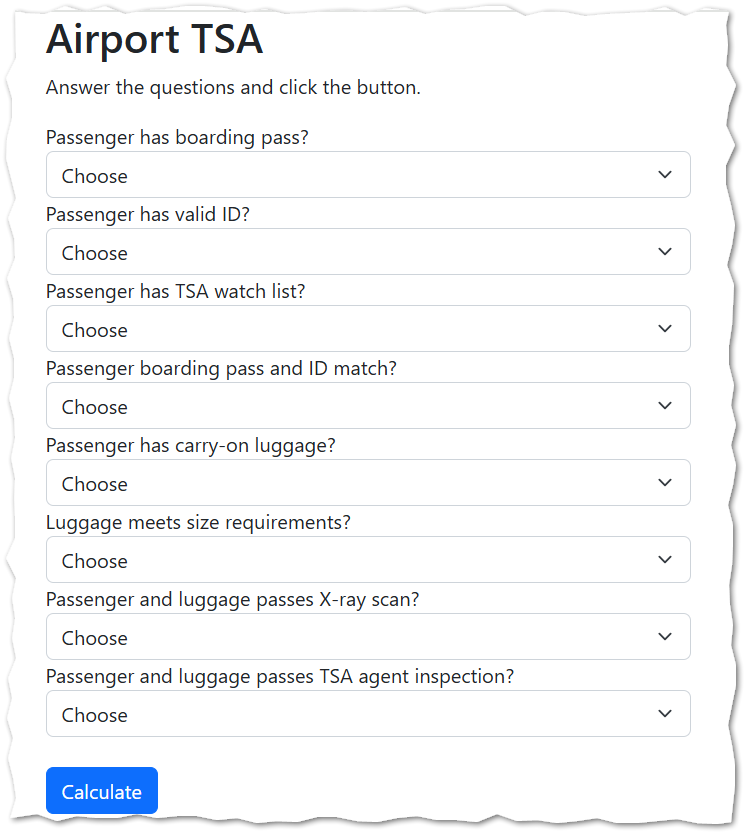 Airport TSA
Answer the questions and click the button.
Passenger has boarding pass?
Choose
Passenger has valid ID?
Choose
Passenger has TSA watch list?
Choose
Passenger boarding pass and ID match?
Choose
Passenger has carry-on luggage?
Choose
Luggage meets size requirements?
Choose
Passenger and luggage passes X-ray scan?
Choose
Passenger and luggage passes TSA agent inspection?
Choose
Calculate